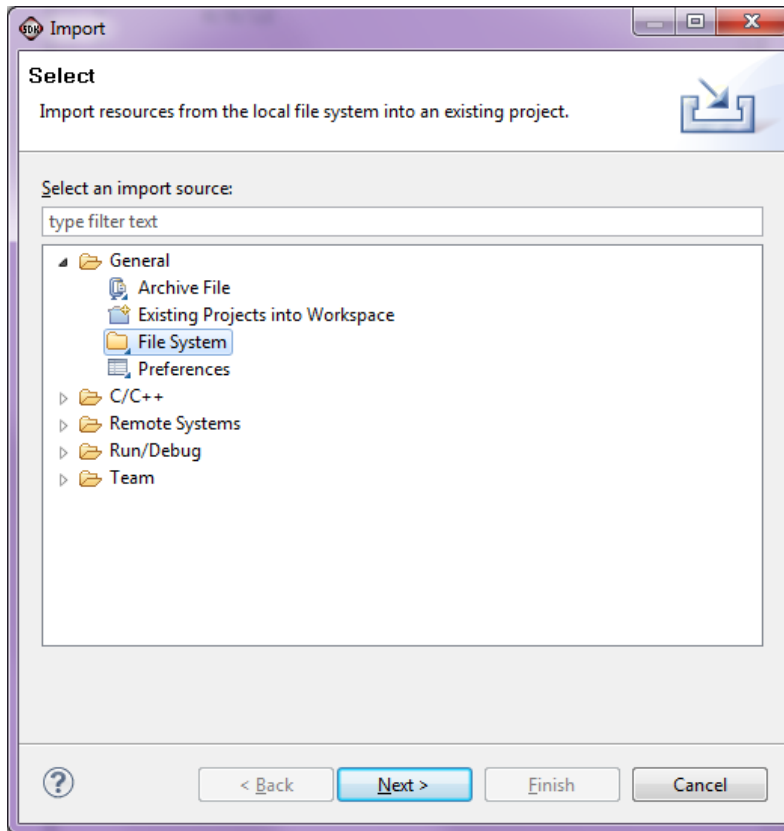 SDK Import
Select
Import resources from the local file system into an existing project.
Select an import source:
type filter text
General
Archive File
Existing Projects into Workspace
File System
Preferences
C/C++
Remote Systems
Run/Debug
Team
? < Back Next > Finish Cancel